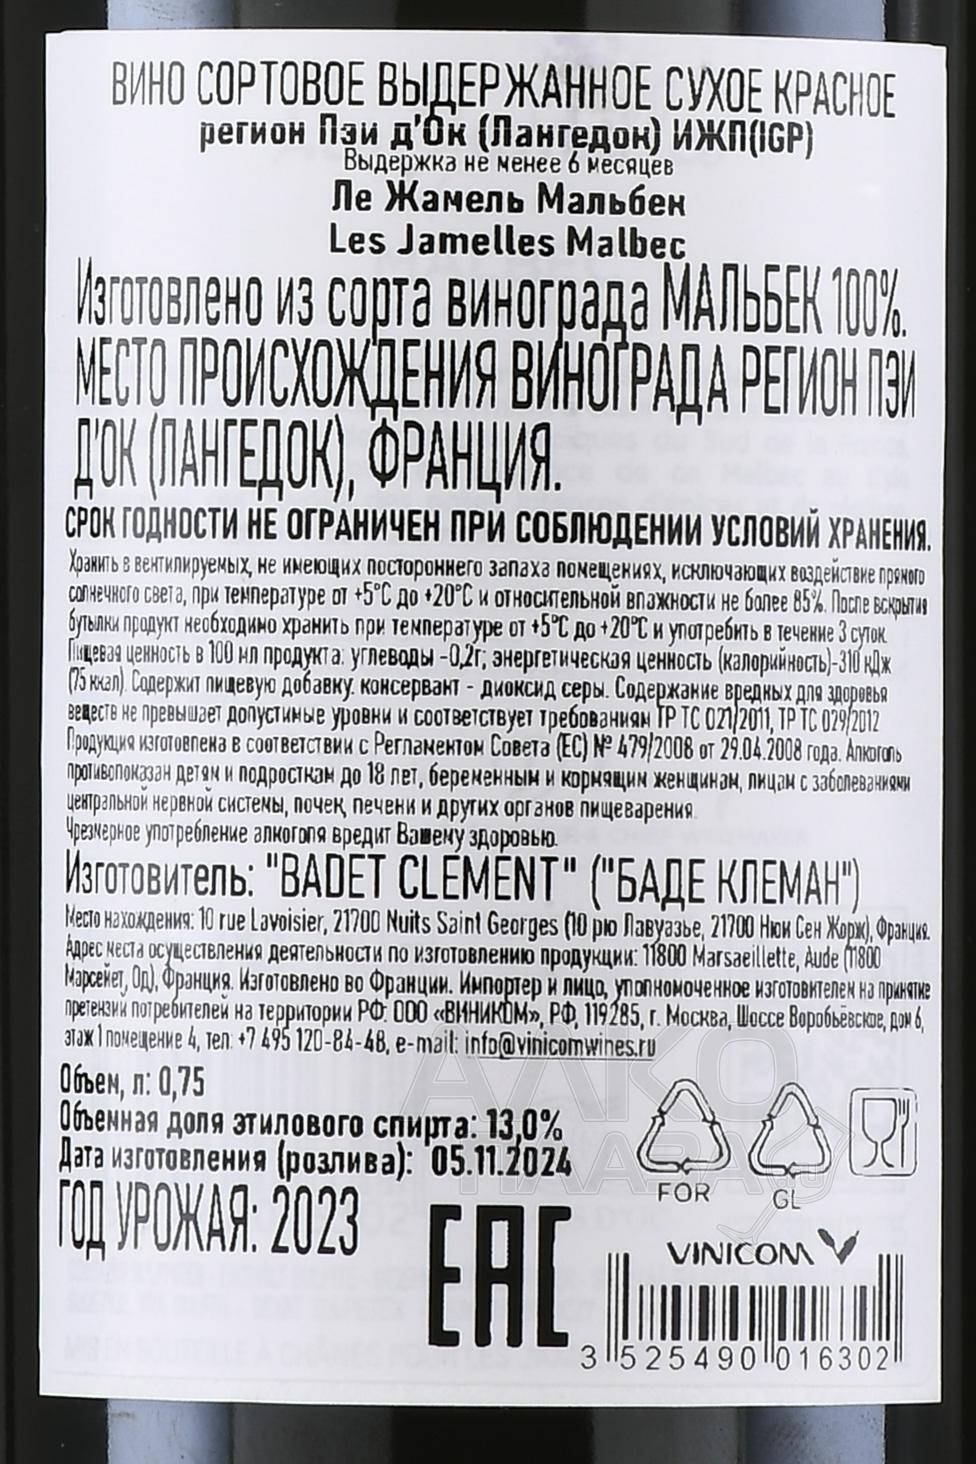 ВИНО СОРТОВОЕ ВЫДЕРЖАННОЕ СУХОЕ КРАСНОЕ
регион Пэи д'Ок (Лангедок) ИЖП(IGP)
Выдержка не менее 6 месяцев
Ле Жамель Мальбек
Les Jamelles Malbec
Изготовлено из сорта винограда МАЛЬБЕК 100%.
МЕСТО ПРОИСХОЖДЕНИЯ ВИНОГРАДА РЕГИОН ПЭИ
Д'ОК (ЛАНГЕДОК), ФРАНЦИЯ.
СРОК ГОДНОСТИ НЕ ОГРАНИЧЕН ПРИ СОБЛЮДЕНИИ УСЛОВИЙ ХРАНЕНИЯ.
Хранить в вентилируемых, не имеющих постороннего запаха помещениях, исключающих воздействие прямого
солнечного света, при температуре от +5°С до +20°С и относительной влажности не более 85%. После вскрытия
бутылки продукт необходимо хранить при температуре от +5°С до +20°С и употребить в течение 3 суток.
Пищевая ценность в 100 мл продукта: углеводы -0,2г; энергетическая ценность (калорийность)-310 кДж
(75 ккал). Содержит пищевую добавку: консервант - диоксид серы. Содержание вредных для здоровья
веществ не превышает допустимые уровни и соответствует требованиям ТР ТС 021/2011, ТР ТС 029/2012
Продукция изготовлена в соответствии с Регламентом Совета (ЕС) № 479/2008 от 29.04.2008 года. Алкоголь
противопоказан детям и подросткам до 18 лет, беременным и кормящим женщинам, лицам с заболеваниями
центральной нервной системы, почек, печени и других органов пищеварения.
Чрезмерное употребление алкоголя вредит Вашему здоровью.
Изготовитель: "BADET CLEMENT" ("БАДЕ КЛЕМАН")
Место нахождения: 10 rue Lavoisier, 21700 Nuits Saint Georges (10 рю Лавуазье, 21700 Нюи Сен Жорж), Франция.
Адрес места осуществления деятельности по изготовлению продукции: 11800 Marsaeillette, Aude (11800
Марсейет, Од), Франция. Изготовлено во Франции. Импортер и лицо, уполномоченное изготовителем на принятие
претензий потребителей на территории РФ: ООО «ВИНИКОМ», РФ, 119285, г. Москва, Шоссе Воробьёвское, дом 6,
этаж 1 помещение 4, тел: +7 495 120-84-48, e-mail: info@vinicomwines.ru
Объем, л: 0,75
Объемная доля этилового спирта: 13,0%
Дата изготовления (розлива): 05.11.2024
ГОД УРОЖАЯ: 2023
FOR
GL
EAC
VINICOM
3 525490 016302
АЛКО
ПЛАЗА.ru